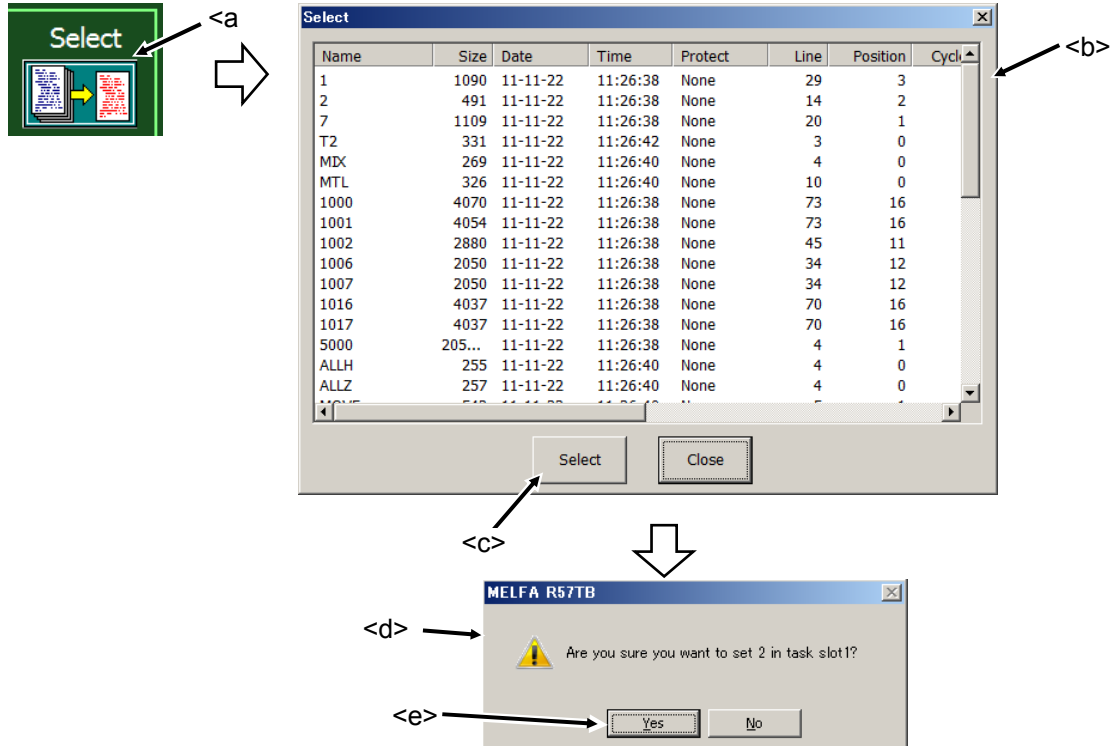 Select
<a
Select
Name Size Date Time Protect Line Position Cycl
1 1090 11-11-22 11:26:38 None 29 3
2 491 11-11-22 11:26:38 None 14 2
7 1109 11-11-22 11:26:38 None 20 1
T2 331 11-11-22 11:26:42 None 3 0
MIX 269 11-11-22 11:26:40 None 4 0
MTL 326 11-11-22 11:26:40 None 10 0
1000 4070 11-11-22 11:26:38 None 73 16
1001 4054 11-11-22 11:26:38 None 73 16
1002 2880 11-11-22 11:26:38 None 45 11
1006 2050 11-11-22 11:26:38 None 34 12
1007 2050 11-11-22 11:26:38 None 34 12
1016 4037 11-11-22 11:26:38 None 70 16
1017 4037 11-11-22 11:26:38 None 70 16
5000 205... 11-11-22 11:26:38 None 4 1
ALLH 255 11-11-22 11:26:40 None 4 0
ALLZ 257 11-11-22 11:26:40 None 4 0
<b>
Select Close
<c>
MELFA R57TB
<d>
Are you sure you want to set 2 in task slot1?
<e>
Yes No